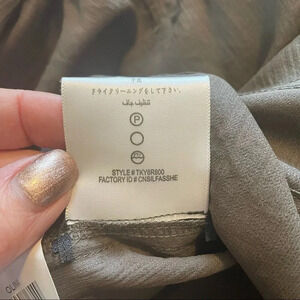 ドライクリーニングをして下さい。
تنظيف جاف
P
STYLE # TKY6R800
FACTORY ID # CNSILFASSHE